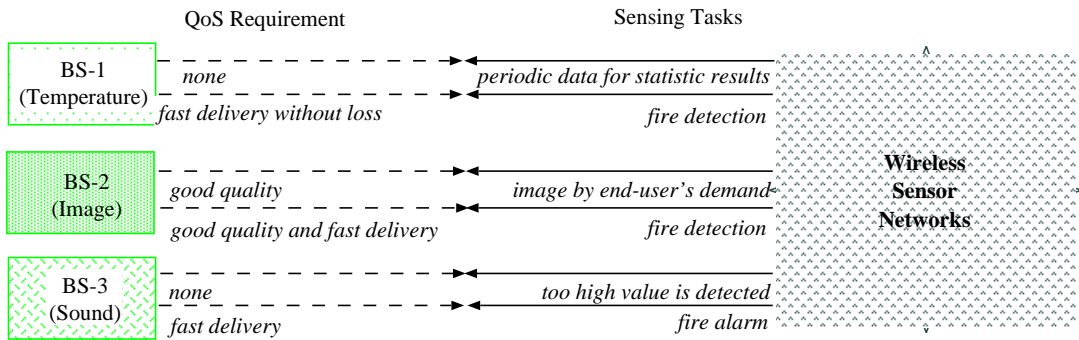 QoS Requirement
Sensing Tasks
BS-1
(Temperature)
none
periodic data for statistic results
fast delivery without loss
fire detection
BS-2
(Image)
good quality
image by end-user's demand
good quality and fast delivery
fire detection
BS-3
(Sound)
none
too high value is detected
fast delivery
fire alarm
Wireless
Sensor
Networks